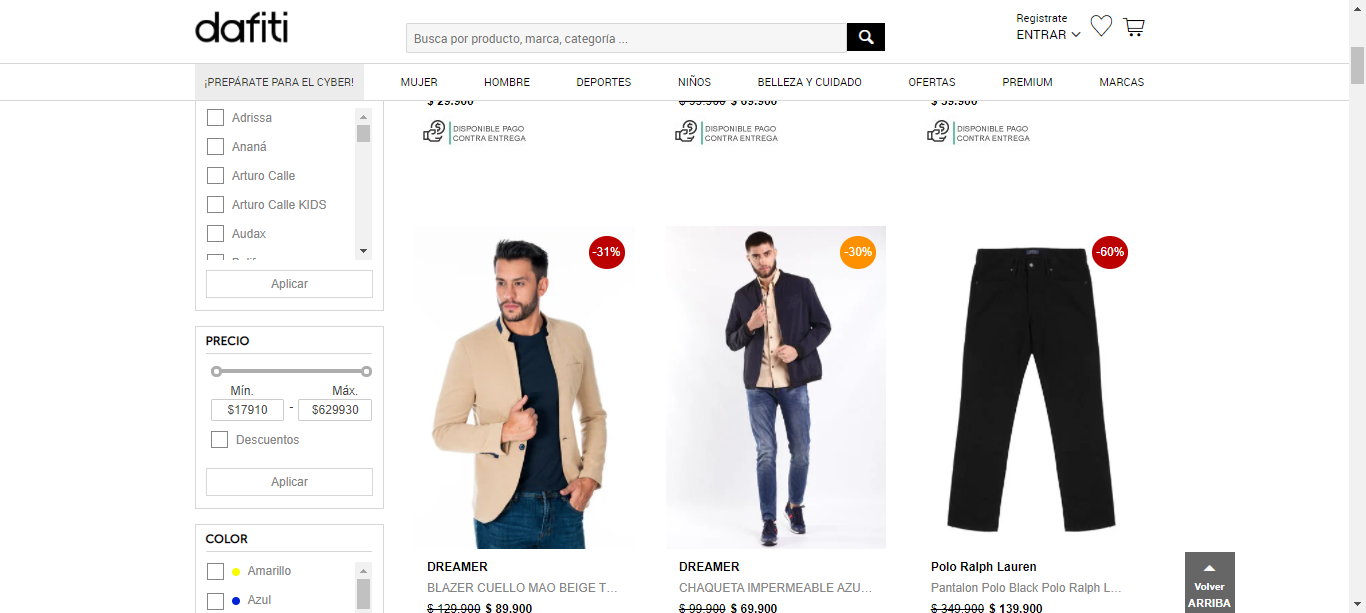 dafiti
Busca por producto, marca, categoría ...
Registrate
ENTRAR
¡PREPÁRATE PARA EL CYBER!
MUJER
HOMBRE
DEPORTES
NIÑOS
BELLEZA Y CUIDADO
OFERTAS
PREMIUM
MARCAS
Adrissa
Ananá
Arturo Calle
Arturo Calle KIDS
Audax
Aplicar
PRECIO
Mín. Máx.
$17910 - $629930
Descuentos
Aplicar
COLOR
Amarillo
Azul
$ 29.900
DISPONIBLE PAGO
CONTRA ENTREGA
$ 99.900 $ 69.900
DISPONIBLE PAGO
CONTRA ENTREGA
$ 59.900
DISPONIBLE PAGO
CONTRA ENTREGA
-31%
DREAMER
BLAZER CUELLO MAO BEIGE T...
$ 129.900 $ 89.900
-30%
DREAMER
CHAQUETA IMPERMEABLE AZU...
$ 99.900 $ 69.900
-60%
Polo Ralph Lauren
Pantalon Polo Black Polo Ralph L...
$ 349.900 $ 139.900
Volver
ARRIBA